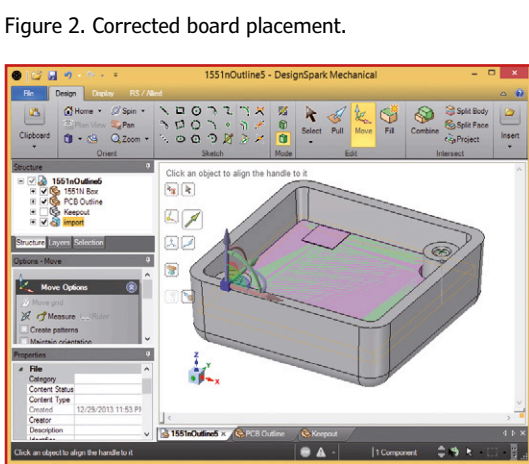 Figure 2. Corrected board placement.
1551nOutline5 - DesignSpark Mechanical
File Design Display RS / Allied
Clipboard
Home Spin
Plan View Pan
Zoom
Orient
Sketch
Mode
Select Pull Move Fill
Edit
Combine
Split Body
Split Face
Project
Intersect
Insert
Structure
1551nOutline5
1551N Box
PCB Outline
Keepout
import
Structure Layers Selection
Options - Move
Move Options
Move grid
Measure Ruler
Create patterns
Maintain orientation
Properties
File
Category
Content Status
Content Type
Created 12/29/2013 11:53 PM
Creator
Description
Click an object to align the handle to it
Z
X
1551nOutline5 x PCB Outline Keepout
Click an object to align the handle to it
1 Component